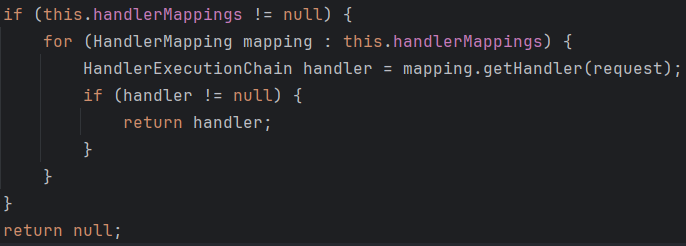 if (this.handlerMappings != null) {
    for (HandlerMapping mapping : this.handlerMappings) {
        HandlerExecutionChain handler = mapping.getHandler(request);
        if (handler != null) {
            return handler;
        }
    }
}
return null;